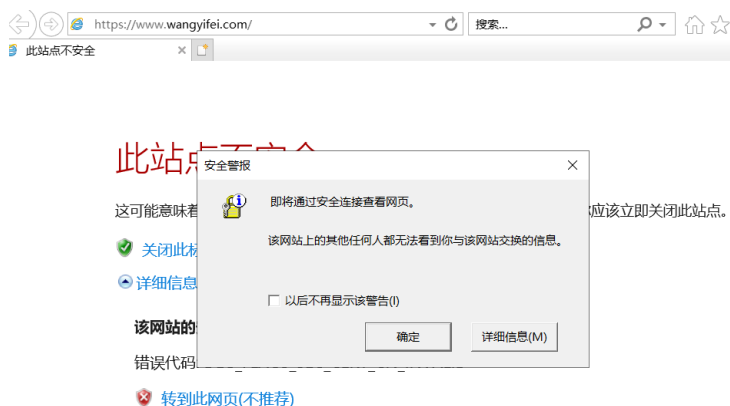 https://www.wangyifei.com/
搜索...
此站点不安全
此站
安全警报
即将通过安全连接查看网页。
这可能意味着
应该立即关闭此站点。
该网站上的其他任何人都无法看到你与该网站交换的信息。
关闭此标
详细信息
以后不再显示该警告(I)
该网站的
确定
详细信息(M)
错误代码
转到此网页(不推荐)